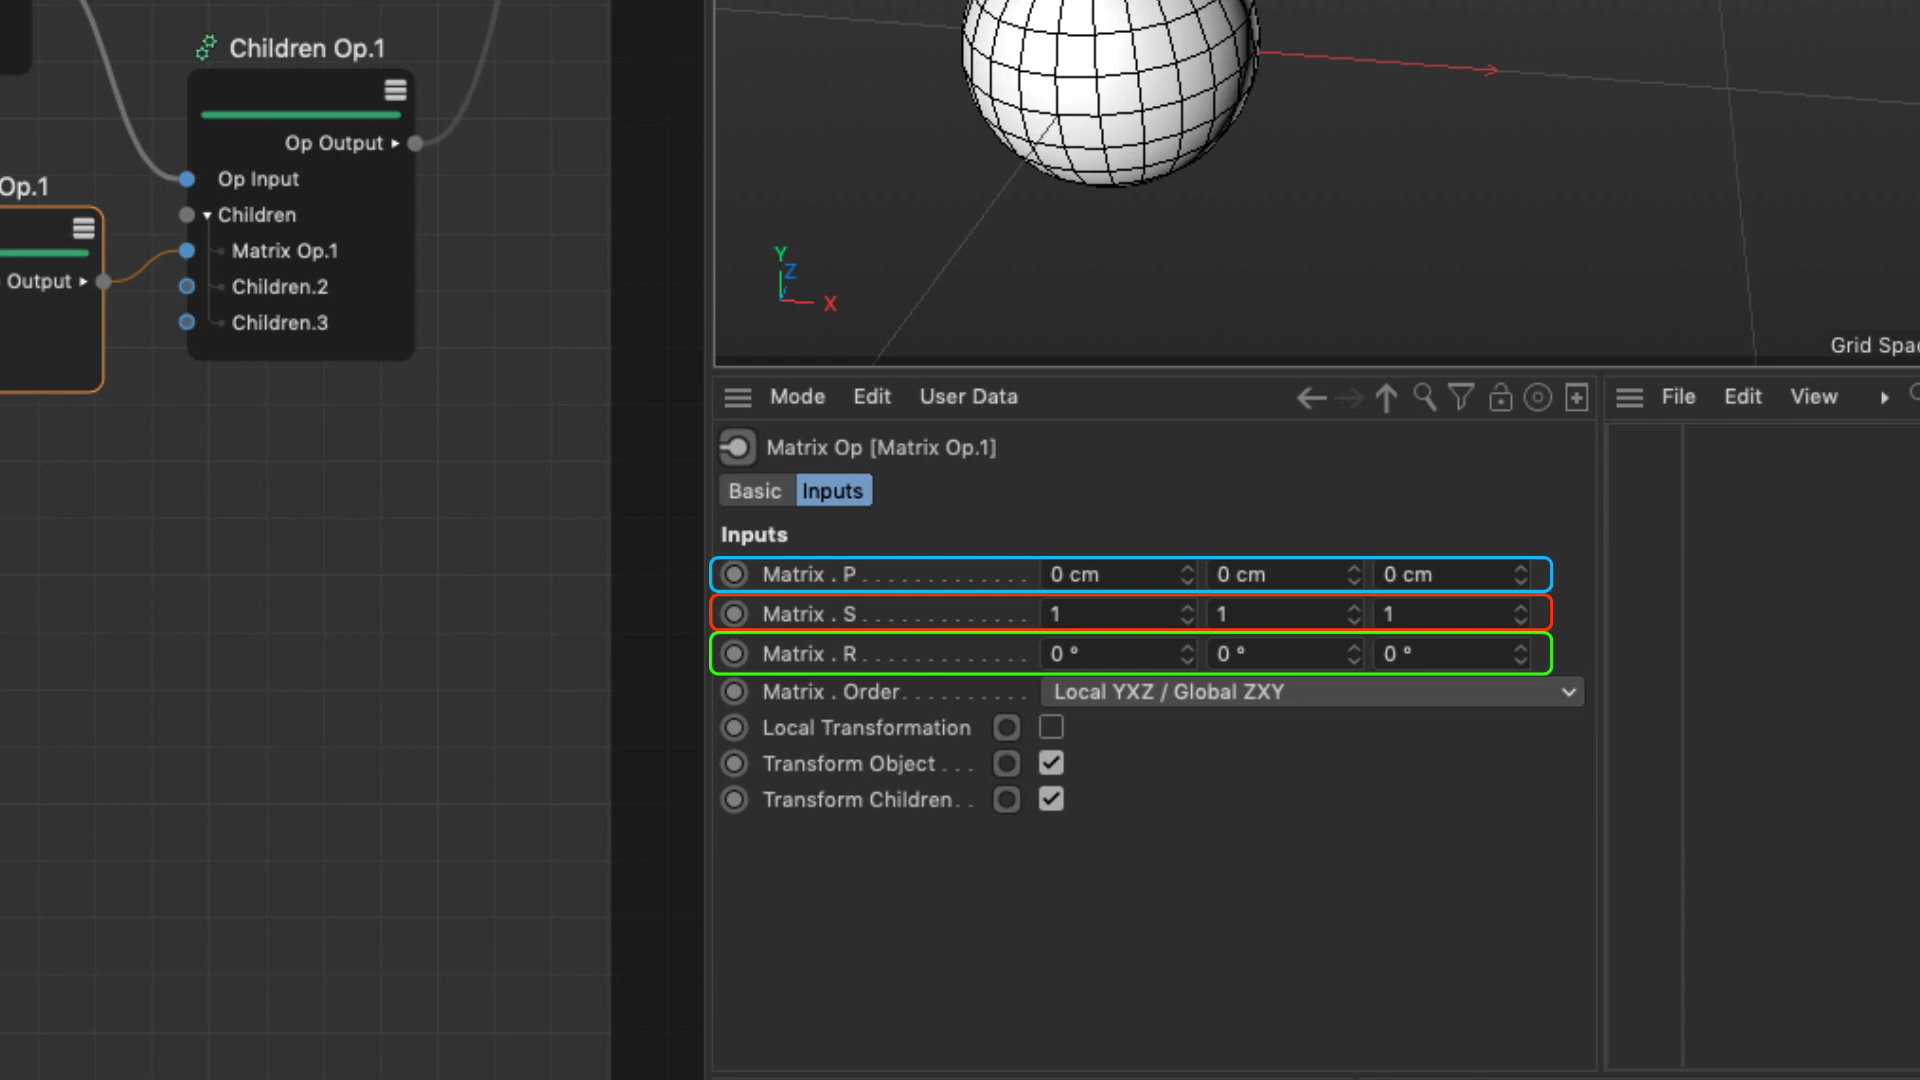 Children Op.1
Op Output
Op Input
Children
Matrix Op.1
Children.2
Children.3
Op.1
Output
Y
Z
X
Mode Edit User Data
File Edit View
Matrix Op [Matrix Op.1]
Basic Inputs
Inputs
Matrix . P . . . . . . . . . . . . . 0 cm 0 cm 0 cm
Matrix . S . . . . . . . . . . . . . 1 1 1
Matrix . R . . . . . . . . . . . . . 0 ° 0 ° 0 °
Matrix . Order . . . . . . . . . . Local YXZ / Global ZXY
Local Transformation
Transform Object . . .
Transform Children . .
Grid Spac